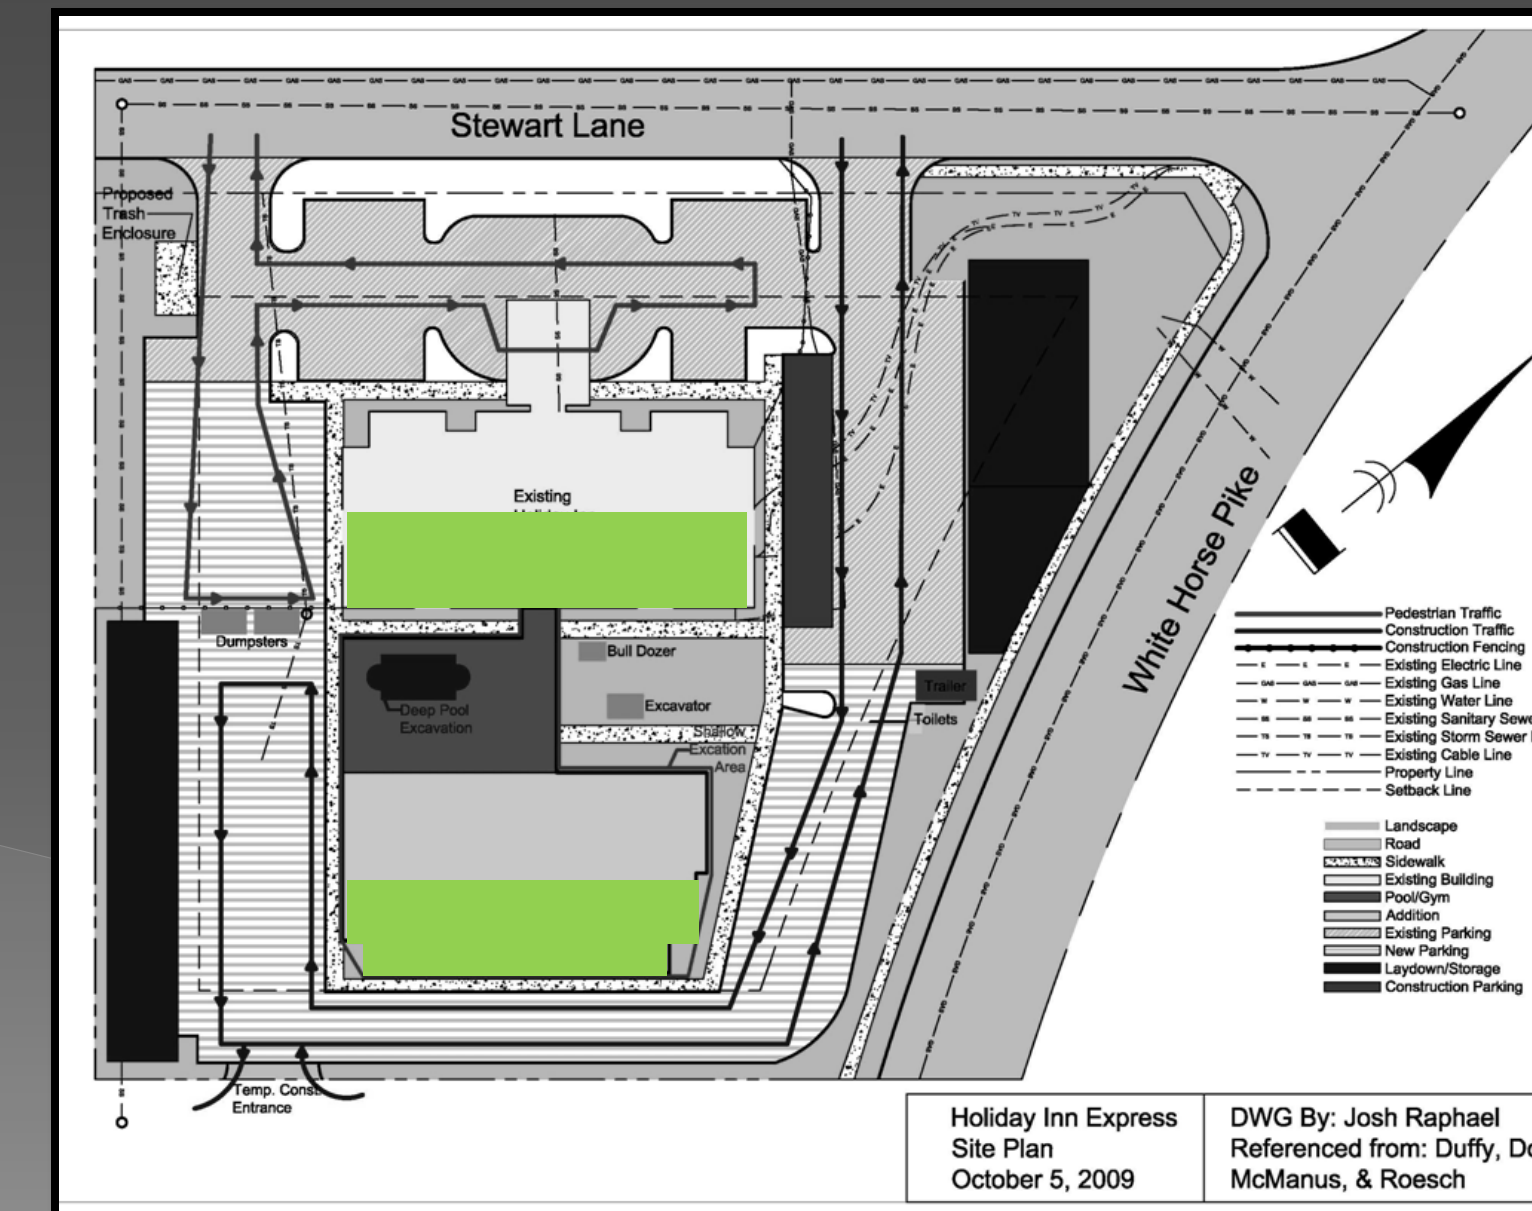 Stewart Lane
Proposed
Trash
Enclosure
Existing
Dumpsters
Bull Dozer
Excavator
Deep Pool
Excavation
Shallow
Excation
Area
Trailer
Toilets
White Horse Pike
Temp. Const.
Entrance
Pedestrian Traffic
Construction Traffic
Construction Fencing
Existing Electric Line
Existing Gas Line
Existing Water Line
Existing Sanitary Sewe
Existing Storm Sewer
Existing Cable Line
Property Line
Setback Line
Landscape
Road
Sidewalk
Existing Building
Pool/Gym
Addition
Existing Parking
New Parking
Laydown/Storage
Construction Parking
Holiday Inn Express
Site Plan
October 5, 2009
DWG By: Josh Raphael
Referenced from: Duffy, Do
McManus, & Roesch